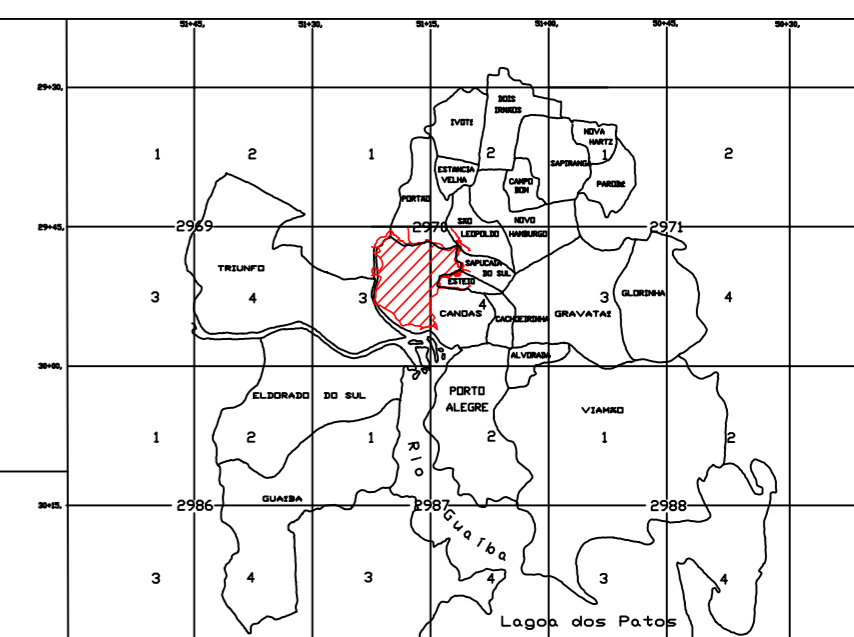 51+45, 51+30, 51+15, 51+00, 50+45, 50+30,
29+30,
DOIS
IRMAOS
IVOTI
NOVA
HARTZ
1 2 1 2 1 2
SAPIRANGA
ESTANCIA
VELHA
CAMPO
BOM
PAROBÉ
PORTAO
SAO
LEOPOLDO
NOVO
HAMBURGO
29+45, 2969 2970 2971
SAPUCAIA
DO SUL
TRIUNFO
ESTEIO
GLORINHA
3 4 3 4 3 4
CANOAS
CACHOEIRINHA
GRAVATAI
ALVORADA
30+00,
ELDORADO DO SUL
PORTO
ALEGRE
VIAMÃO
1 2 1 2 1 2
Rio
GUAIBA
30+15, 2986 2987 2988
Guaíba
3 4 3 4 3 4
Lagoa dos Patos